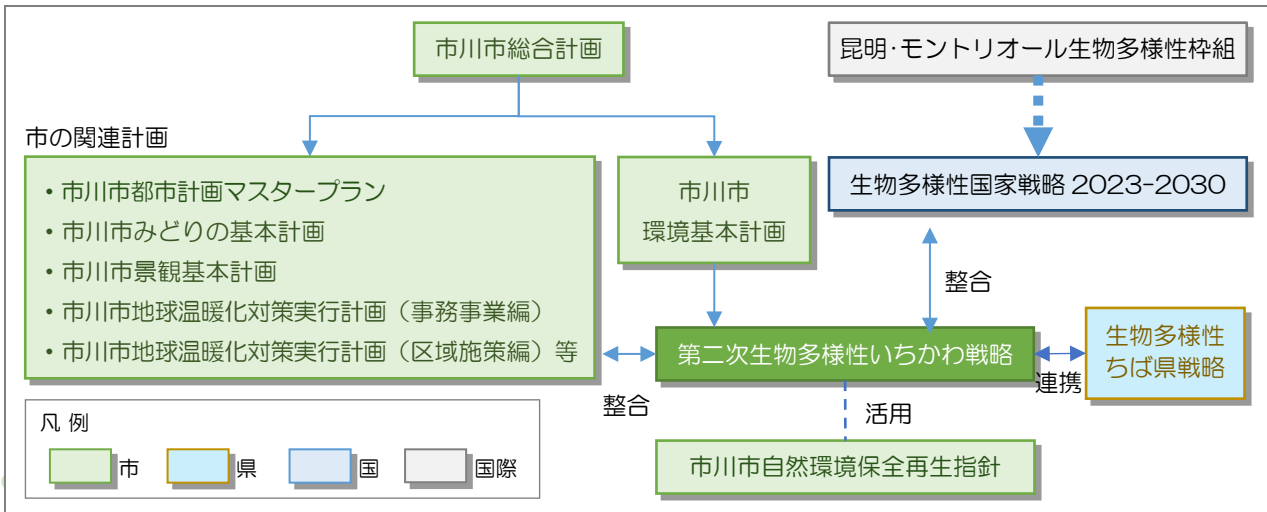 市川市総合計画
昆明・モントリオール生物多様性枠組
市の関連計画
・市川市都市計画マスタープラン
・市川市みどりの基本計画
・市川市景観基本計画
・市川市地球温暖化対策実行計画（事務事業編）
・市川市地球温暖化対策実行計画（区域施策編）等
市川市
環境基本計画
生物多様性国家戦略 2023-2030
整合
第二次生物多様性いちかわ戦略
生物多様性
ちば県戦略
連携
整合
活用
市川市自然環境保全再生指針
凡 例
市
県
国
国際